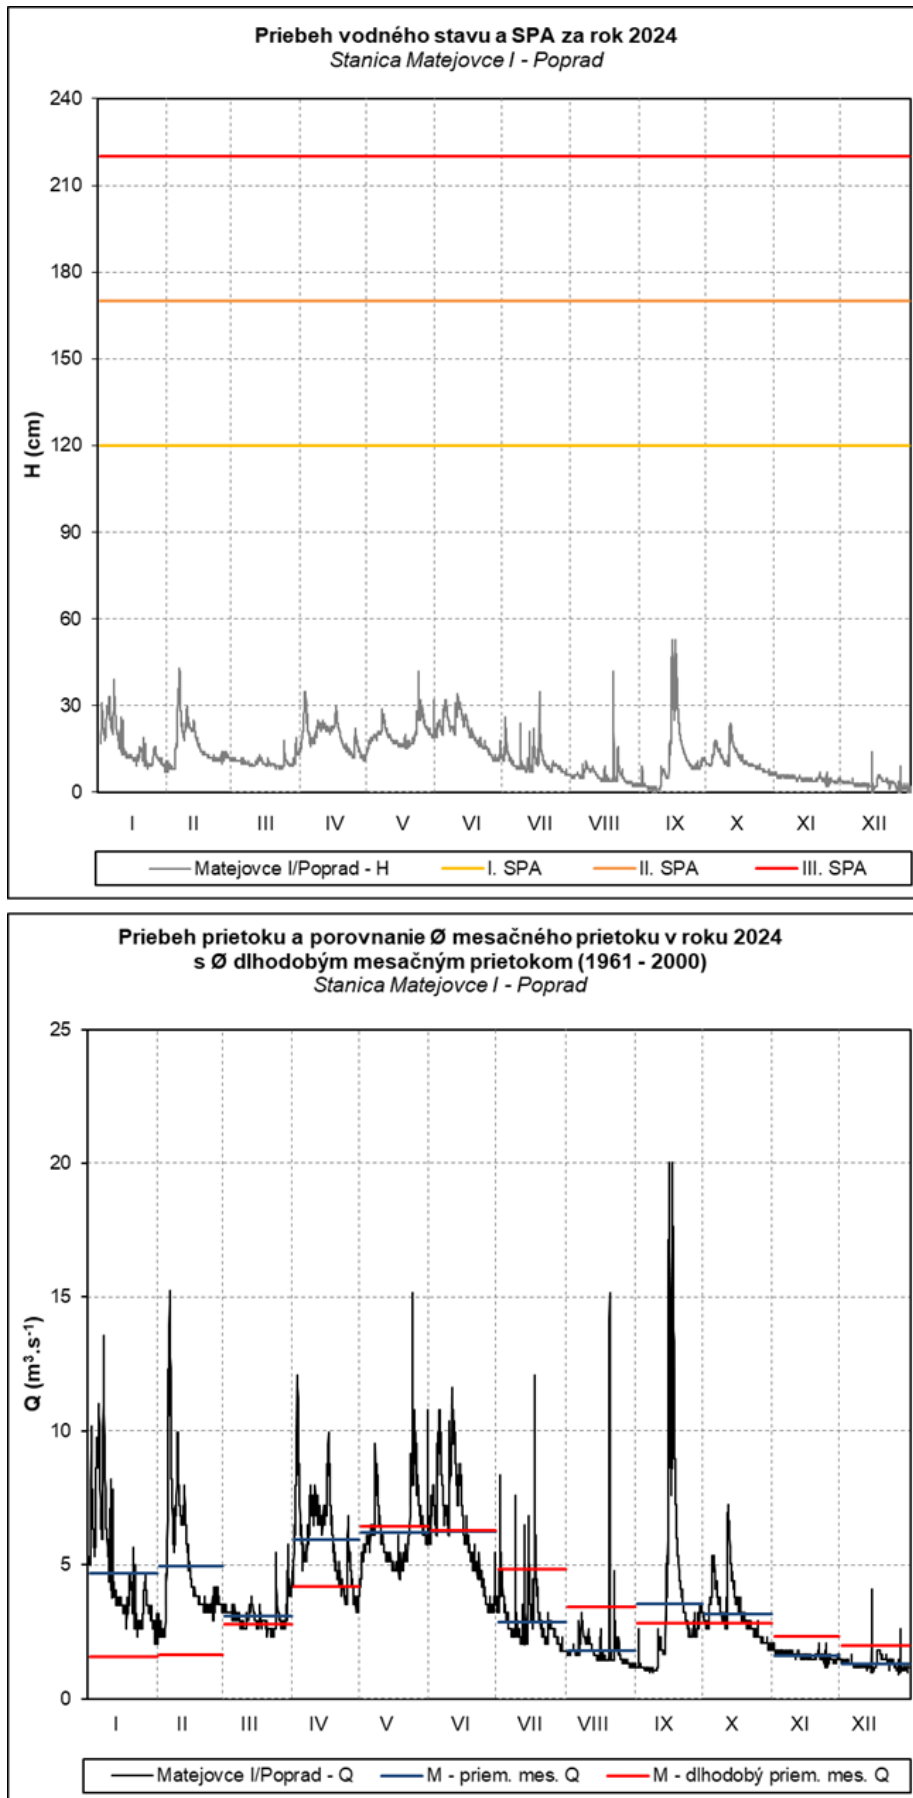 Priebeh vodného stavu a SPA za rok 2024
Stanica Matejovce I - Poprad
H (cm)
240
210
180
150
120
90
60
30
0
I II III IV V VI VII VIII IX X XI XII
Matejovce I/Poprad - H I. SPA II. SPA III. SPA
Priebeh prietoku a porovnanie Ø mesačného prietoku v roku 2024
s Ø dlhodobým mesačným prietokom (1961 - 2000)
Stanica Matejovce I - Poprad
Q (m³.s⁻¹)
25
20
15
10
5
0
I II III IV V VI VII VIII IX X XI XII
Matejovce I/Poprad - Q M - priem. mes. Q M - dlhodobý priem. mes. Q